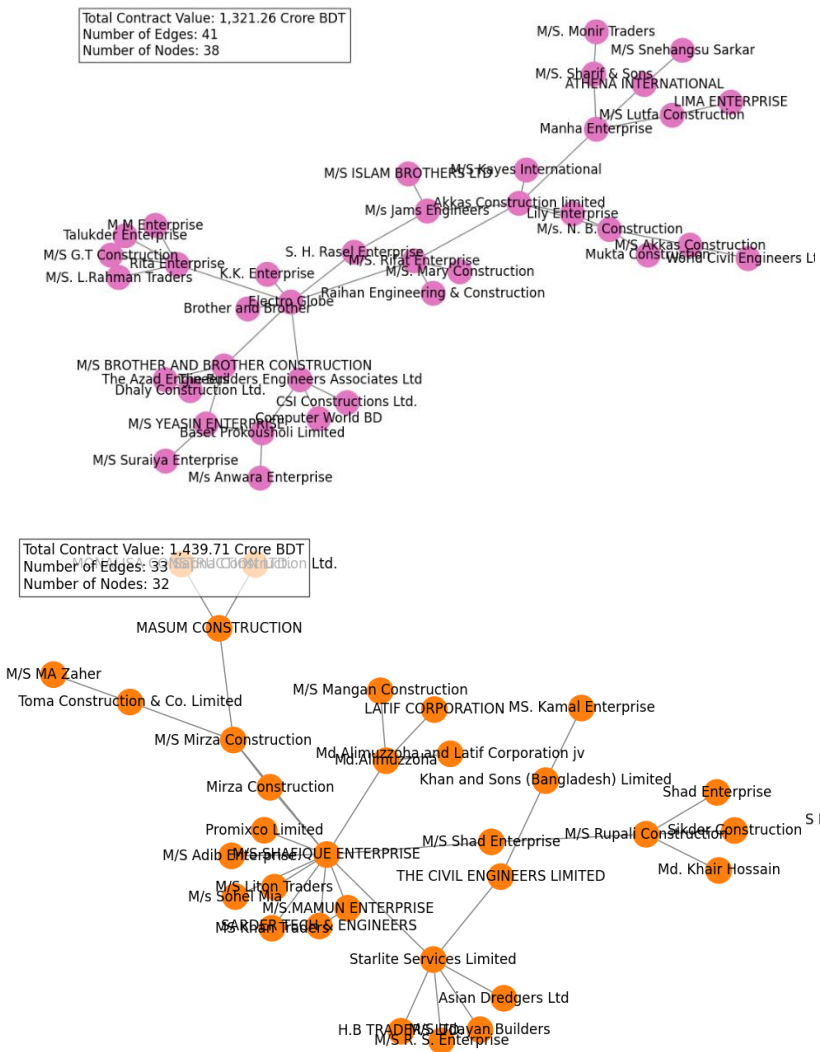 Total Contract Value: 1,321.26 Crore BDT
Number of Edges: 41
Number of Nodes: 38
M/S. Monir Traders
M/S Snehangsu Sarkar
M/S. Sharif & Sons
ATHENA INTERNATIONAL
LIMA ENTERPRISE
M/S Lutfa Construction
Manha Enterprise
M/S Kayes International
M/S ISLAM BROTHERS LTD
Akkas Construction limited
M/s Jams Engineers
Lily Enterprise
M/s. N. B. Construction
M/S Akkas Construction
Mukta Construction
World Civil Engineers Lt
M M Enterprise
Talukder Enterprise
M/S G.T Construction
Rita Enterprise
M/S. L.Rahman Traders
S. H. Rasel Enterprise
M/S. Rifat Enterprise
K.K. Enterprise
M/S. Mary Construction
Electro Globe
Raihan Engineering & Construction
Brother and Brother
M/S BROTHER AND BROTHER CONSTRUCTION
The Azad Engineers
The Builders Engineers Associates Ltd
Dhaly Construction Ltd.
CSI Constructions Ltd.
Computer World BD
M/S YEASIN ENTERPRISE
Baset Prokousholi Limited
M/S Suraiya Enterprise
M/s Anwara Enterprise
Total Contract Value: 1,439.71 Crore BDT
Number of Edges: 33
Number of Nodes: 32
MONALISA CONSTRUCTION LTD.
Construction Ltd.
MASUM CONSTRUCTION
M/S MA Zaher
Toma Construction & Co. Limited
M/S Mangan Construction
LATIF CORPORATION
MS. Kamal Enterprise
M/S Mirza Construction
Md.Alimuzzoha and Latif Corporation jv
Md.Alimuzzoha
Khan and Sons (Bangladesh) Limited
Mirza Construction
Shad Enterprise
Promixco Limited
M/S Shad Enterprise
M/S Rupali Construction
Sikder Construction
S
M/S Adib Enterprise
M/S SHAFIQUE ENTERPRISE
Md. Khair Hossain
THE CIVIL ENGINEERS LIMITED
M/S Liton Traders
M/s Sohel Mia
M/S.MAMUN ENTERPRISE
MS Khan Traders
SARDER TECH & ENGINEERS
Starlite Services Limited
Asian Dredgers Ltd
H.B TRADERS LTD.
M/S Udayan Builders
M/S R. S. Enterprise